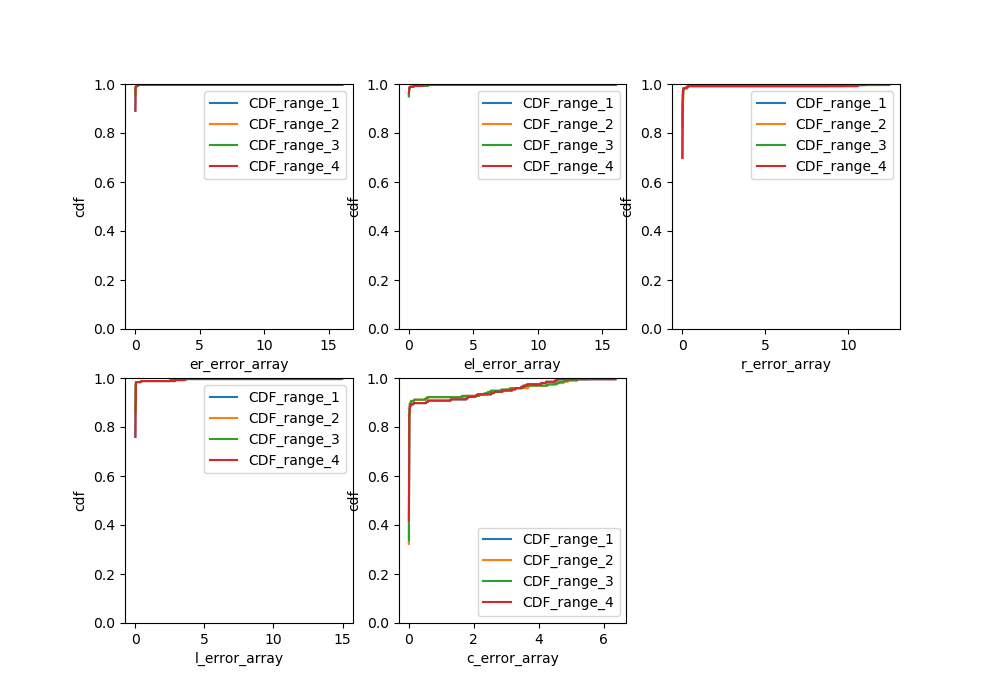 1.0
0.8
0.6
0.4
0.2
0.0
cdf
0 5 10 15
er_error_array
CDF_range_1
CDF_range_2
CDF_range_3
CDF_range_4
1.0
0.8
0.6
0.4
0.2
0.0
cdf
0 5 10 15
el_error_array
CDF_range_1
CDF_range_2
CDF_range_3
CDF_range_4
1.0
0.8
0.6
0.4
0.2
0.0
cdf
0 5 10
r_error_array
CDF_range_1
CDF_range_2
CDF_range_3
CDF_range_4
1.0
0.8
0.6
0.4
0.2
0.0
cdf
0 5 10 15
l_error_array
CDF_range_1
CDF_range_2
CDF_range_3
CDF_range_4
1.0
0.8
0.6
0.4
0.2
0.0
cdf
0 2 4 6
c_error_array
CDF_range_1
CDF_range_2
CDF_range_3
CDF_range_4